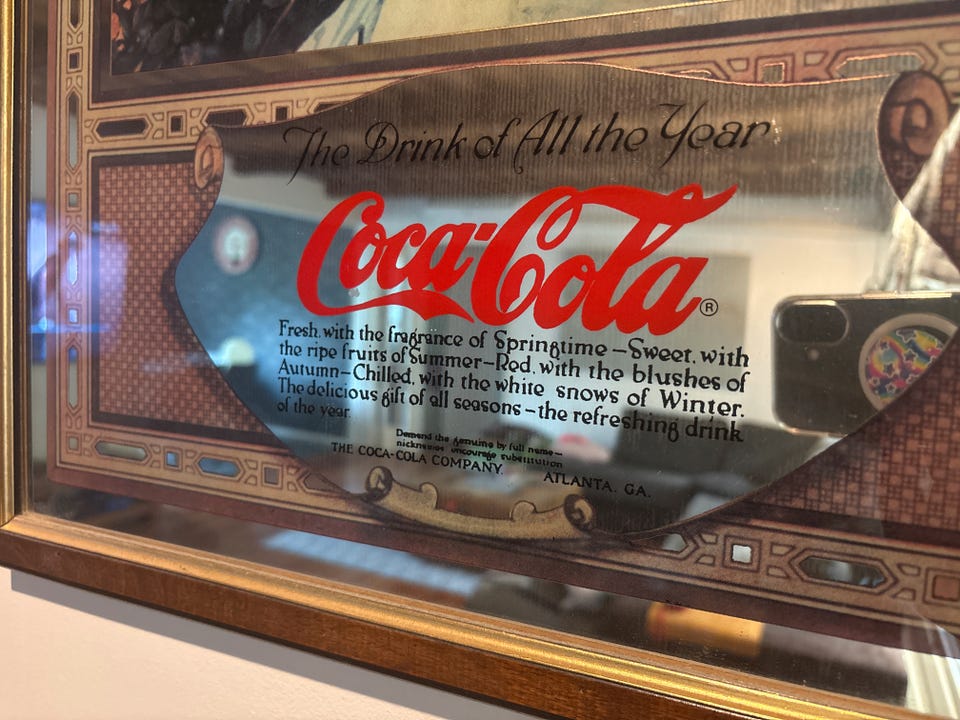 The Drink of All the Year
Coca-Cola®
Fresh, with the fragrance of Springtime – Sweet, with
the ripe fruits of Summer – Red, with the blushes of
Autumn – Chilled, with the white snows of Winter.
The delicious gift of all seasons – the refreshing drink
of the year.
Demand the genuine by full name –
nicknames encourage substitution
THE COCA-COLA COMPANY. ATLANTA, GA.